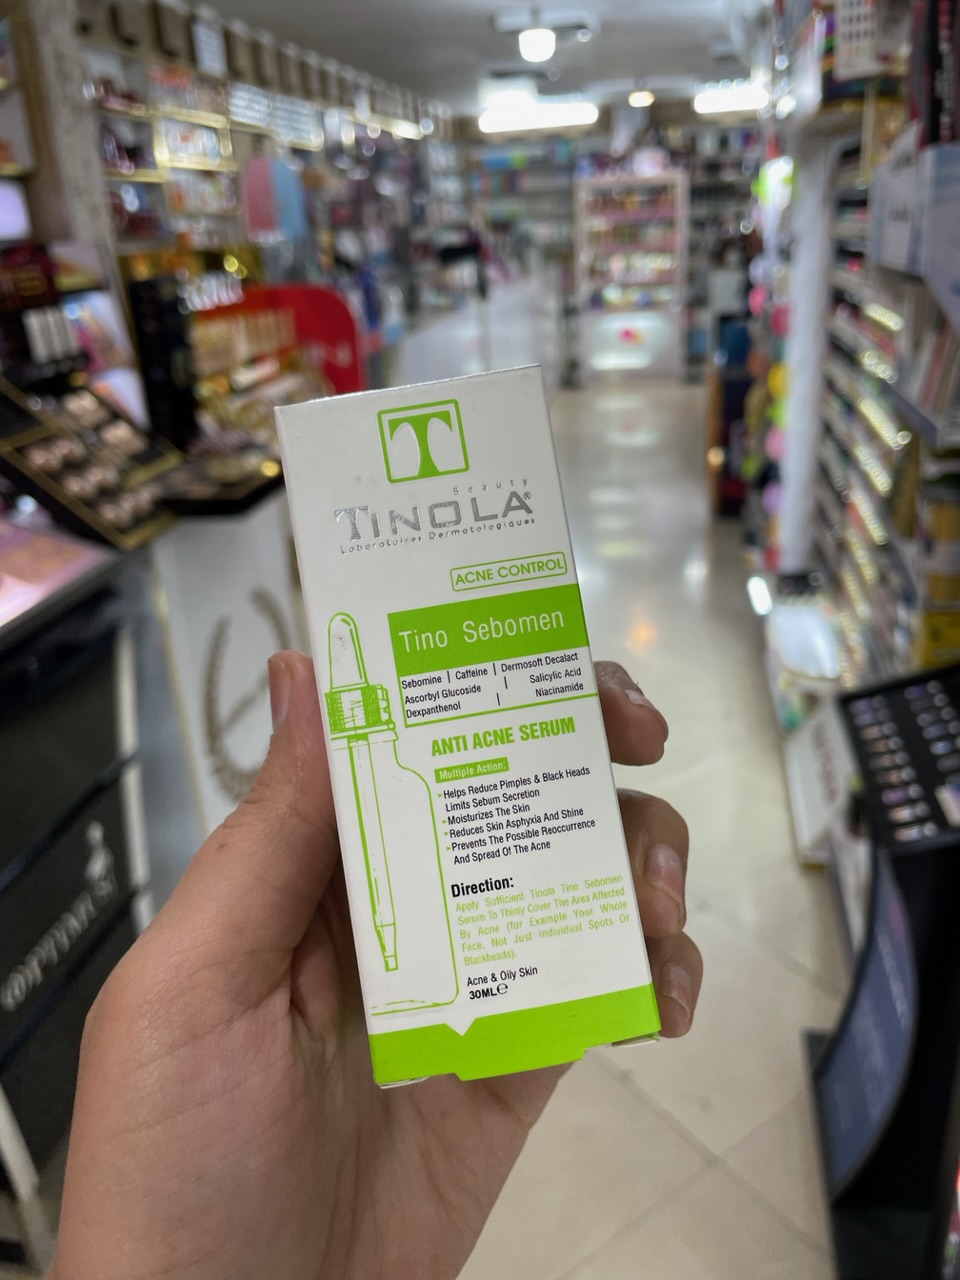 T
Beauty
TINOLA®
Laboratoires Dermatologiques
ACNE CONTROL
Tino Sebomen
Sebomine | Caffeine | Dermosoft Decalact
Ascorbyl Glucoside | Salicylic Acid
Dexpanthenol | Niacinamide
ANTI ACNE SERUM
Multiple Action:
Helps Reduce Pimples & Black Heads
Limits Sebum Secretion
Moisturizes The Skin
Reduces Skin Asphyxia And Shine
Prevents The Possible Reoccurrence
And Spread Of The Acne
Direction:
Apply Sufficient Tinola Tino Sebomen
Serum To Thinly Cover The Area Affected
By Acne (for Example Your Whole
Face, Not Just Individual Spots Or
Blackheads).
Acne & Oily Skin
30ML℮